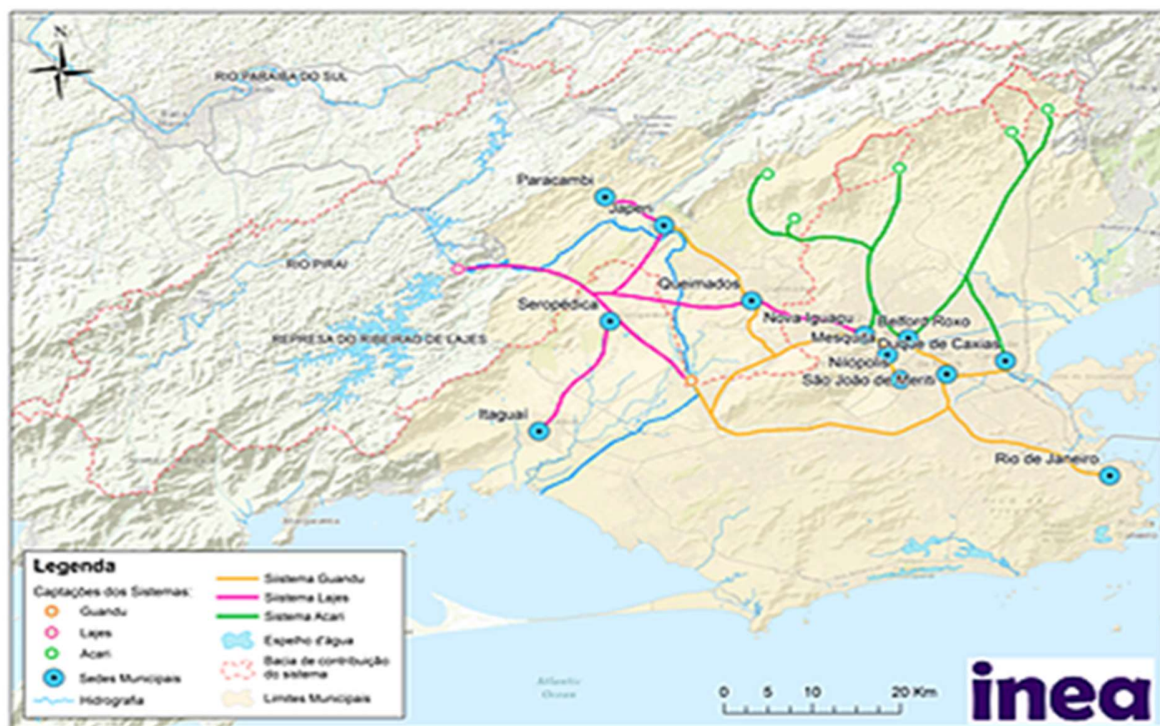 N
RIO PARAÍBA DO SUL
Paracambi
Japeri
RIO PIRAÍ
Queimados
Seropédica
Nova Iguaçu
Belford Roxo
Mesquita
Duque de Caxias
REPRESA DO RIBEIRÃO DE LAJES
Nilópolis
São João de Meriti
Itaguaí
Rio de Janeiro
Mangaratiba
Legenda
Captações dos Sistemas:
Guandu
Lajes
Acari
Sedes Municipais
Hidrografia
Sistema Guandu
Sistema Lajes
Sistema Acari
Espelho d'água
Bacia de contribuição
do sistema
Limites Municipais
Atlantic
Ocean
0 5 10 20 Km
inea